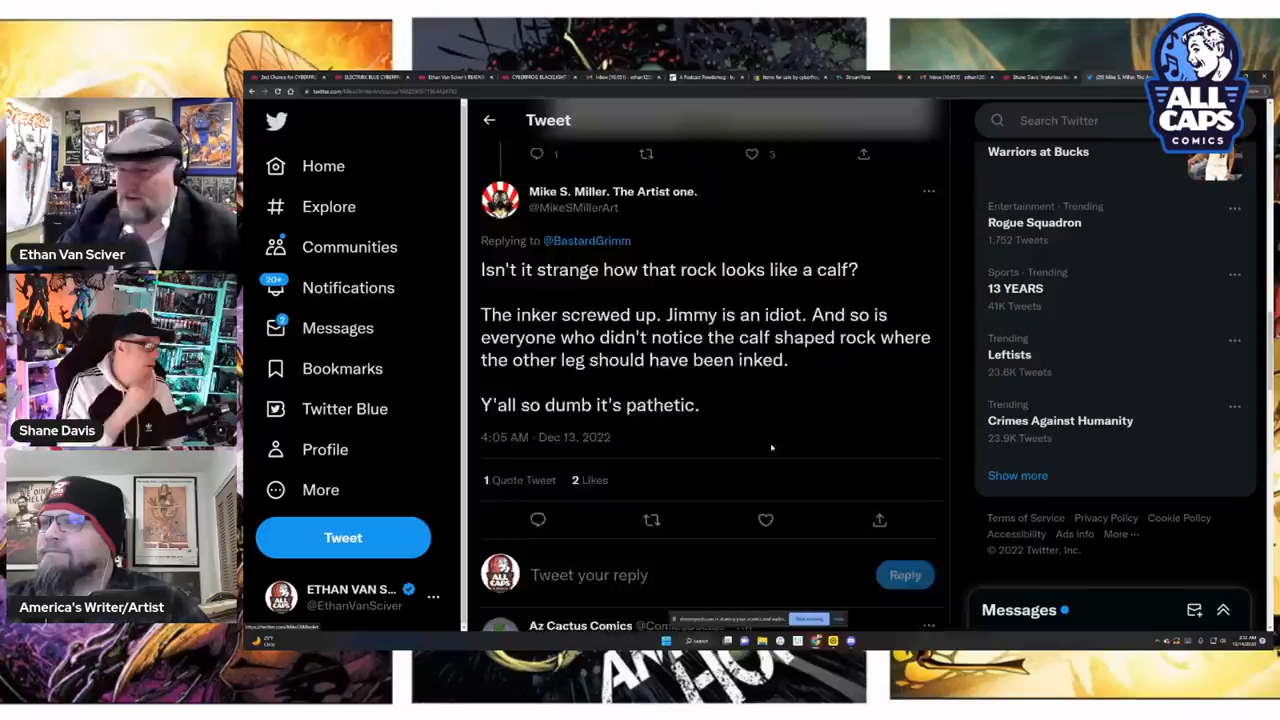 ALL
CAPS
COMICS
Ethan Van Sciver
Shane Davis
America's Writer/Artist
Home
Explore
Communities
20+
Notifications
2
Messages
Bookmarks
Twitter Blue
Profile
More
Tweet
ETHAN VAN S...
@EthanVanSciver
Tweet
1
3
Mike S. Miller. The Artist one.
@MikeSMillerArt
Replying to @BastardGrimm
Isn't it strange how that rock looks like a calf?
The inker screwed up. Jimmy is an idiot. And so is
everyone who didn't notice the calf shaped rock where
the other leg should have been inked.
Y'all so dumb it's pathetic.
4:05 AM · Dec 13, 2022
1 Quote Tweet 2 Likes
ALL
CAPS
Tweet your reply
Reply
Az Cactus Comics
Search Twitter
Warriors at Bucks
Entertainment · Trending
Rogue Squadron
1,752 Tweets
Sports · Trending
13 YEARS
41K Tweets
Trending
Leftists
23.6K Tweets
Trending
Crimes Against Humanity
23.9K Tweets
Show more
Terms of Service Privacy Policy Cookie Policy
Accessibility Ads info More ···
© 2022 Twitter, Inc.
Messages